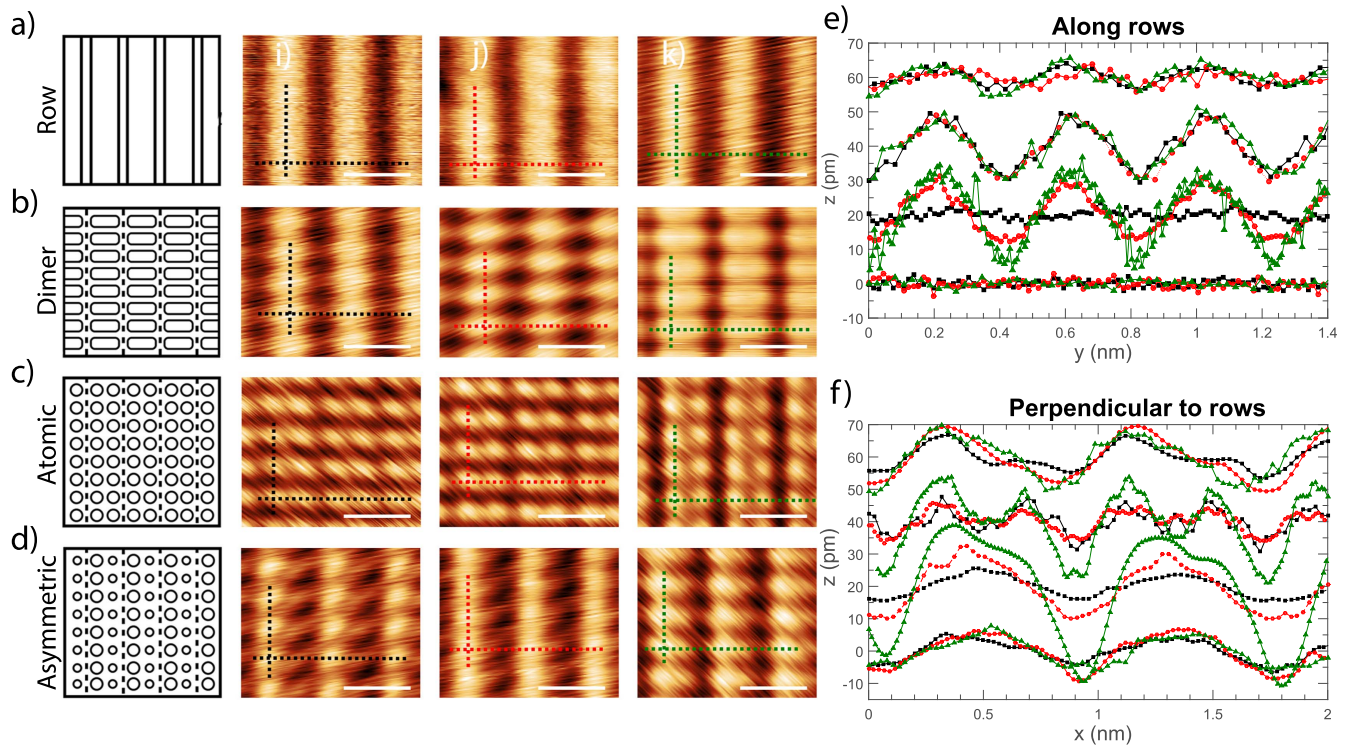 a)
Row
i)
j)
k)
b)
Dimer
c)
Atomic
d)
Asymmetric
e)
Along rows
z (pm)
70
60
50
40
30
20
10
0
-10
0
0.2
0.4
0.6
0.8
1
1.2
1.4
y (nm)
f)
Perpendicular to rows
z (pm)
70
60
50
40
30
20
10
0
-10
0
0.5
1
1.5
2
x (nm)